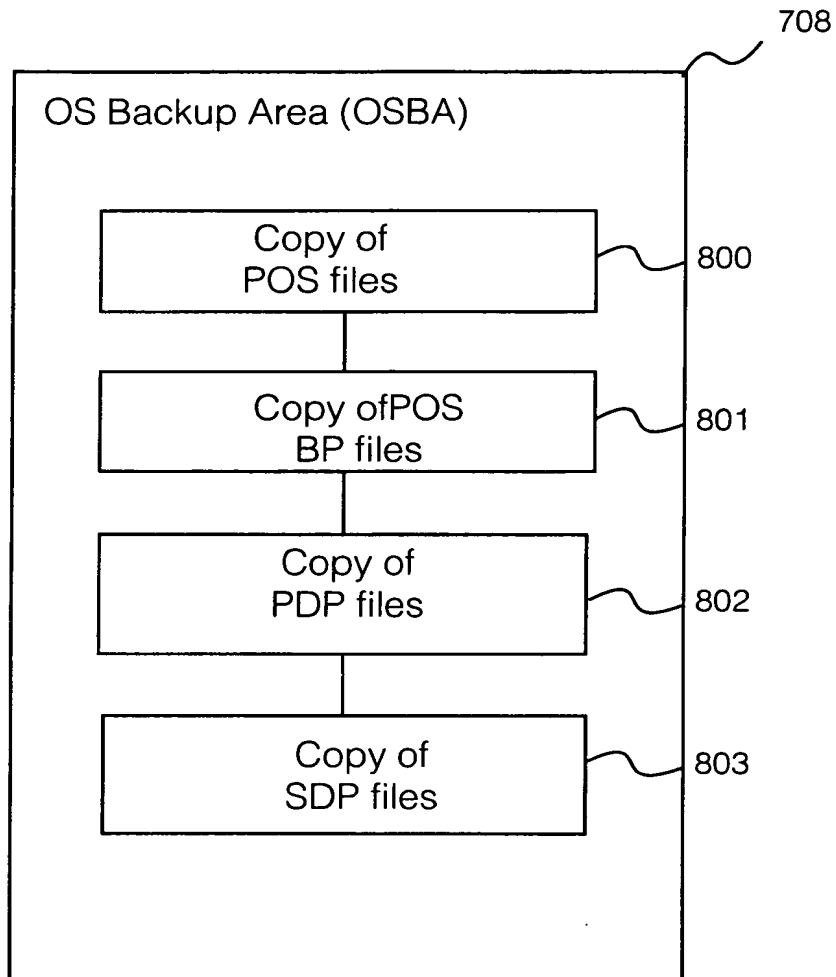 708
OS Backup Area (OSBA)
Copy of
POS files
800
Copy ofPOS
BP files
801
Copy of
PDP files
802
Copy of
SDP files
803